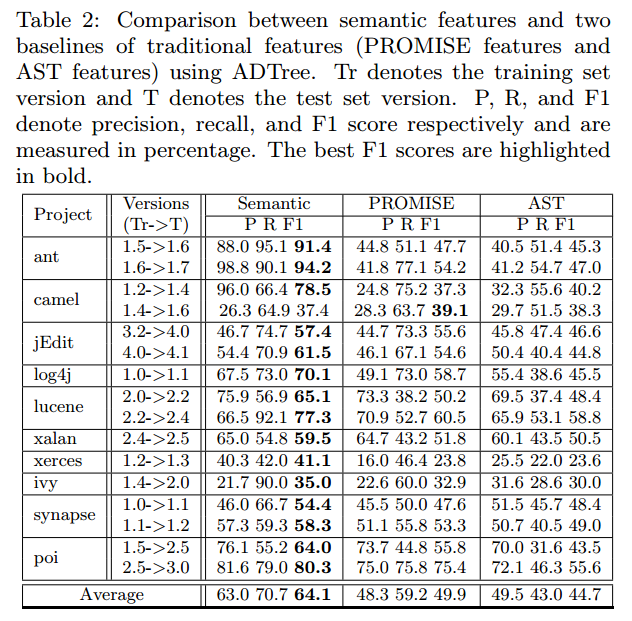 Table 2: Comparison between semantic features and two
baselines of traditional features (PROMISE features and
AST features) using ADTree. Tr denotes the training set
version and T denotes the test set version. P, R, and F1
denote precision, recall, and F1 score respectively and are
measured in percentage. The best F1 scores are highlighted
in bold.
Project Versions Semantic PROMISE AST
(Tr->T) P R F1 P R F1 P R F1
ant 1.5->1.6 88.0 95.1 91.4 44.8 51.1 47.7 40.5 51.4 45.3
1.6->1.7 98.8 90.1 94.2 41.8 77.1 54.2 41.2 54.7 47.0
camel 1.2->1.4 96.0 66.4 78.5 24.8 75.2 37.3 32.3 55.6 40.2
1.4->1.6 26.3 64.9 37.4 28.3 63.7 39.1 29.7 51.5 38.3
jEdit 3.2->4.0 46.7 74.7 57.4 44.7 73.3 55.6 45.8 47.4 46.6
4.0->4.1 54.4 70.9 61.5 46.1 67.1 54.6 50.4 40.4 44.8
log4j 1.0->1.1 67.5 73.0 70.1 49.1 73.0 58.7 55.4 38.6 45.5
lucene 2.0->2.2 75.9 56.9 65.1 73.3 38.2 50.2 69.5 37.4 48.4
2.2->2.4 66.5 92.1 77.3 70.9 52.7 60.5 65.9 53.1 58.8
xalan 2.4->2.5 65.0 54.8 59.5 64.7 43.2 51.8 60.1 43.5 50.5
xerces 1.2->1.3 40.3 42.0 41.1 16.0 46.4 23.8 25.5 22.0 23.6
ivy 1.4->2.0 21.7 90.0 35.0 22.6 60.0 32.9 31.6 28.6 30.0
synapse 1.0->1.1 46.0 66.7 54.4 45.5 50.0 47.6 51.5 45.7 48.4
1.1->1.2 57.3 59.3 58.3 51.1 55.8 53.3 50.7 40.5 49.0
poi 1.5->2.5 76.1 55.2 64.0 73.7 44.8 55.8 70.0 31.6 43.5
2.5->3.0 81.6 79.0 80.3 75.0 75.8 75.4 72.1 46.3 55.6
Average 63.0 70.7 64.1 48.3 59.2 49.9 49.5 43.0 44.7